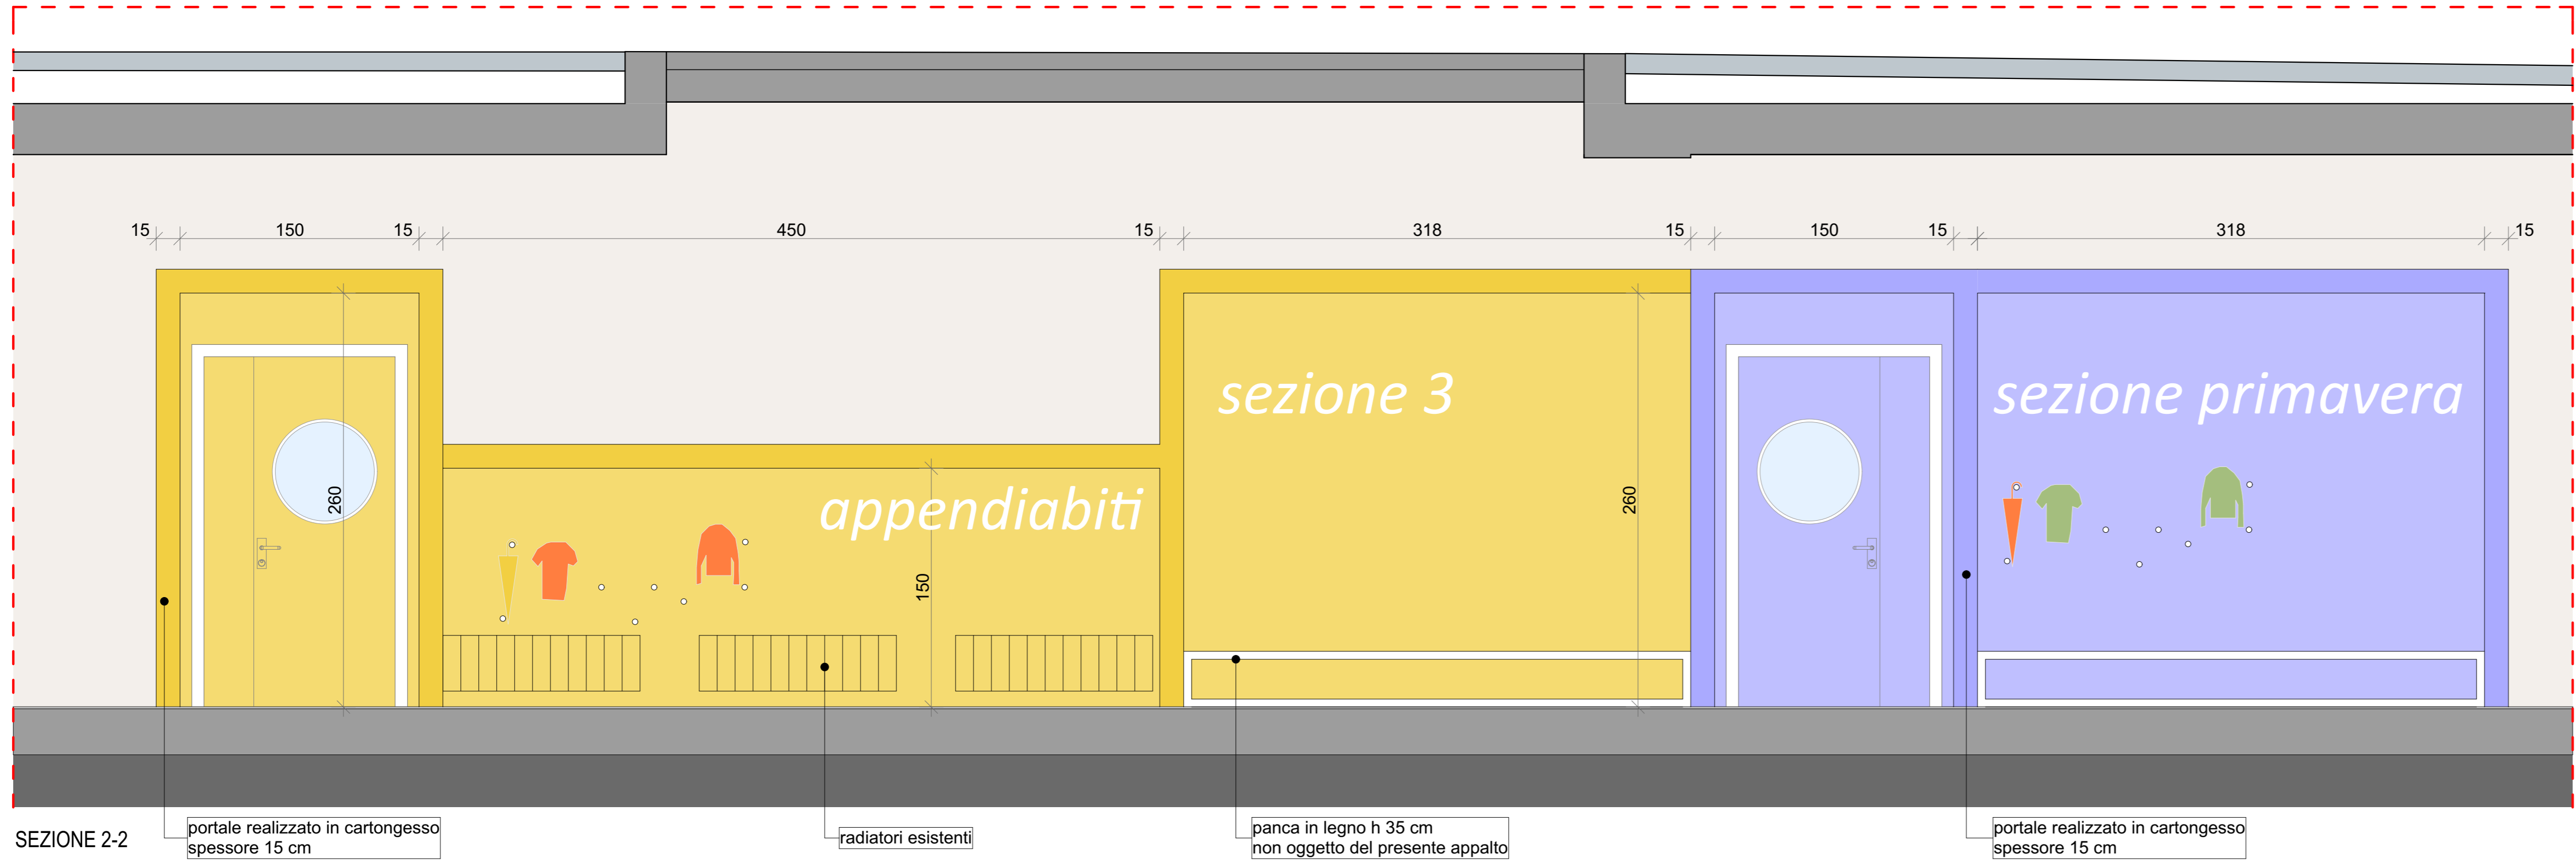 15 150 15 450 15 318 15 150 15 318 15
sezione 3
sezione primavera
appendiabiti
260
150
260
SEZIONE 2-2
portale realizzato in cartongesso
spessore 15 cm
radiatori esistenti
panca in legno h 35 cm
non oggetto del presente appalto
portale realizzato in cartongesso
spessore 15 cm